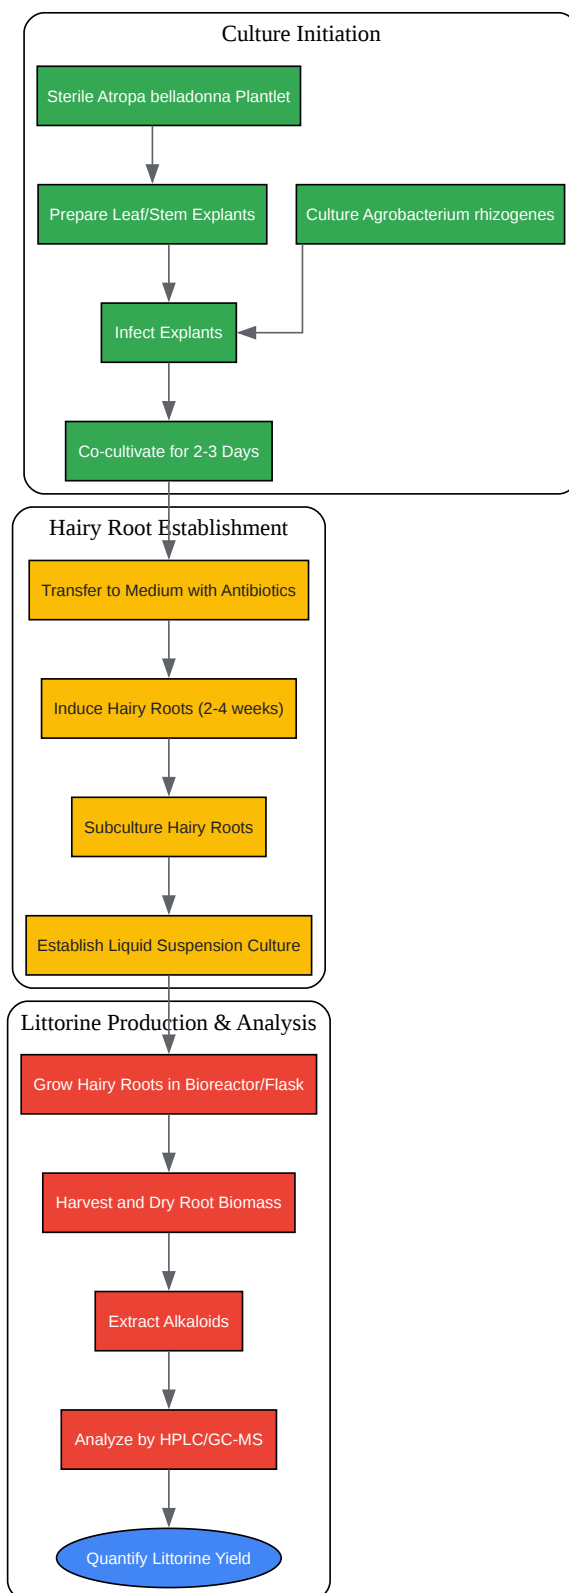 Culture Initiation
Sterile Atropa belladonna Plantlet
Prepare Leaf/Stem Explants
Culture Agrobacterium rhizogenes
Infect Explants
Co-cultivate for 2-3 Days
Hairy Root Establishment
Transfer to Medium with Antibiotics
Induce Hairy Roots (2-4 weeks)
Subculture Hairy Roots
Establish Liquid Suspension Culture
Littorine Production & Analysis
Grow Hairy Roots in Bioreactor/Flask
Harvest and Dry Root Biomass
Extract Alkaloids
Analyze by HPLC/GC-MS
Quantify Littorine Yield